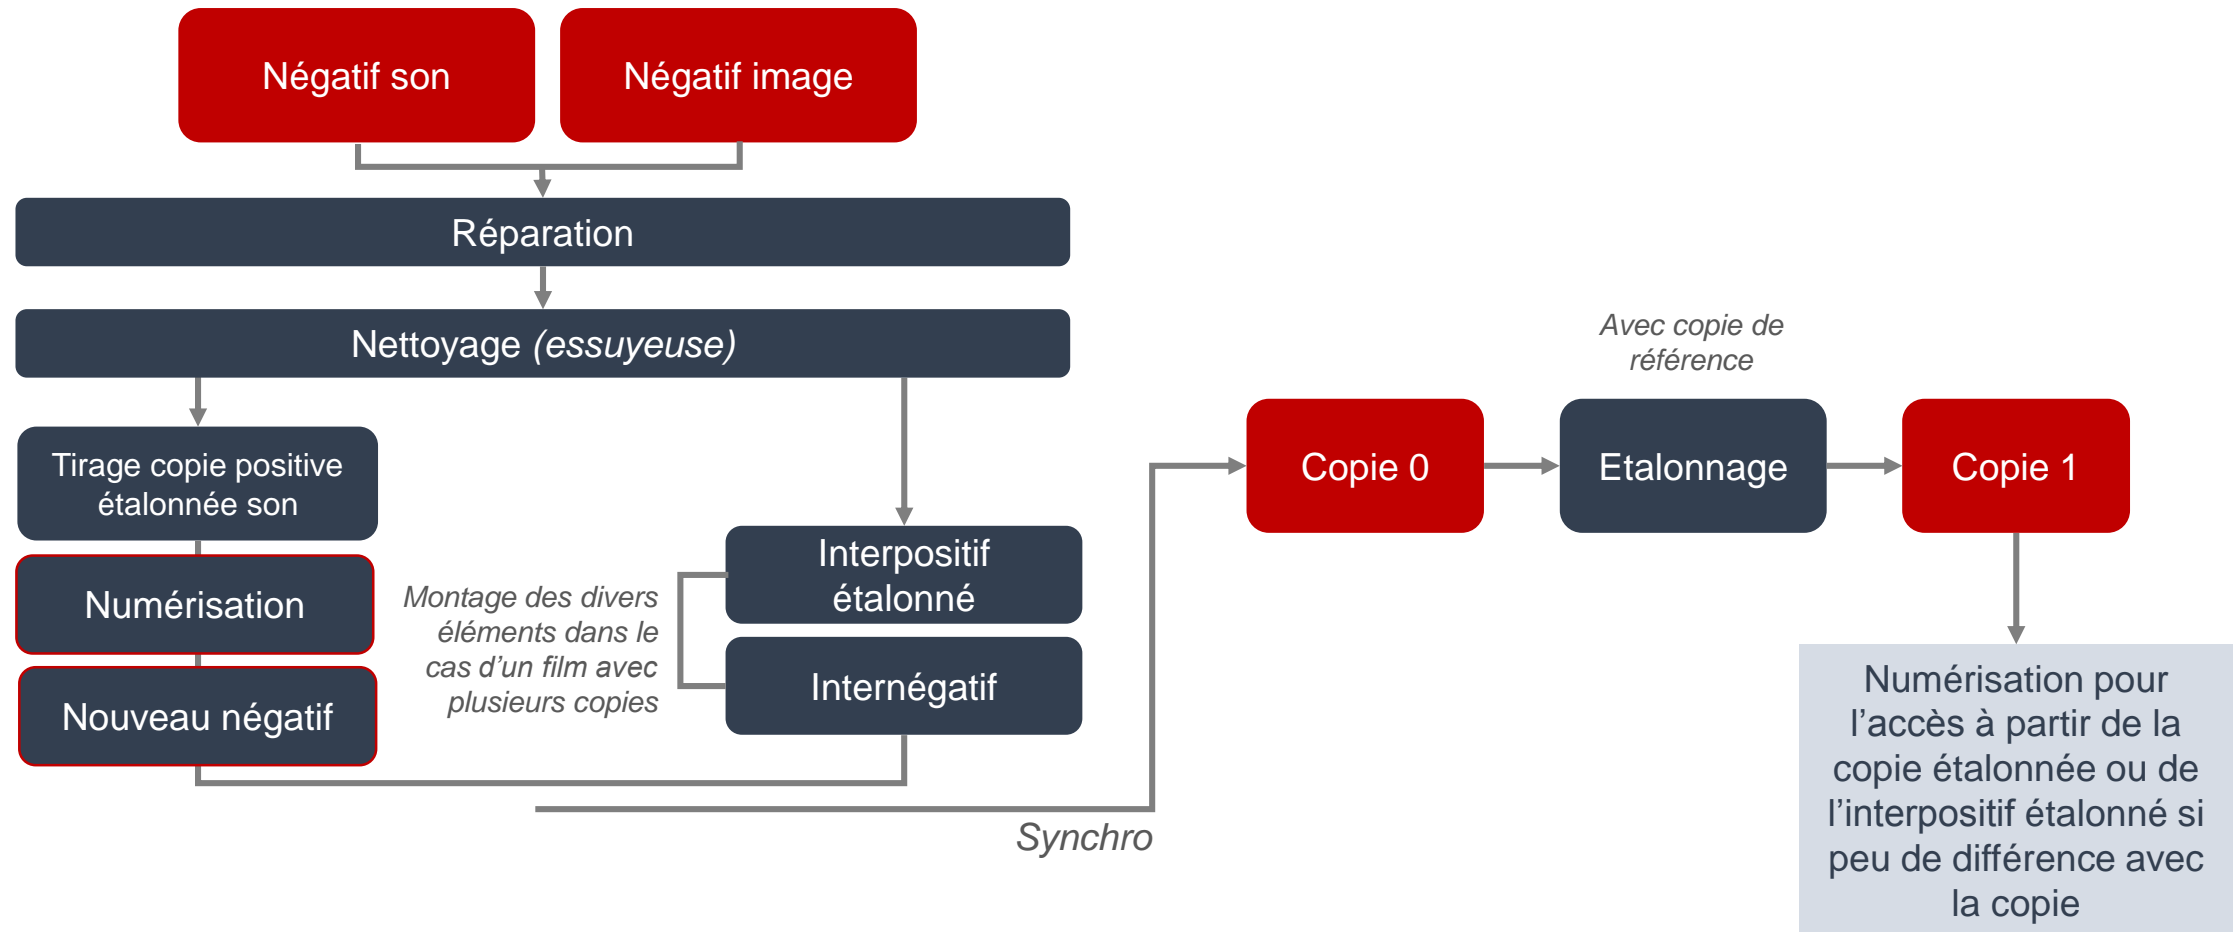 Négatif son
Négatif image
Réparation
Nettoyage (essuyeuse)
Tirage copie positive
étalonnée son
Numérisation
Nouveau négatif
Montage des divers
éléments dans le
cas d’un film avec
plusieurs copies
Interpositif
étalonné
Internégatif
Synchro
Copie 0
Avec copie de
référence
Etalonnage
Copie 1
Numérisation pour
l’accès à partir de la
copie étalonnée ou de
l’interpositif étalonné si
peu de différence avec
la copie